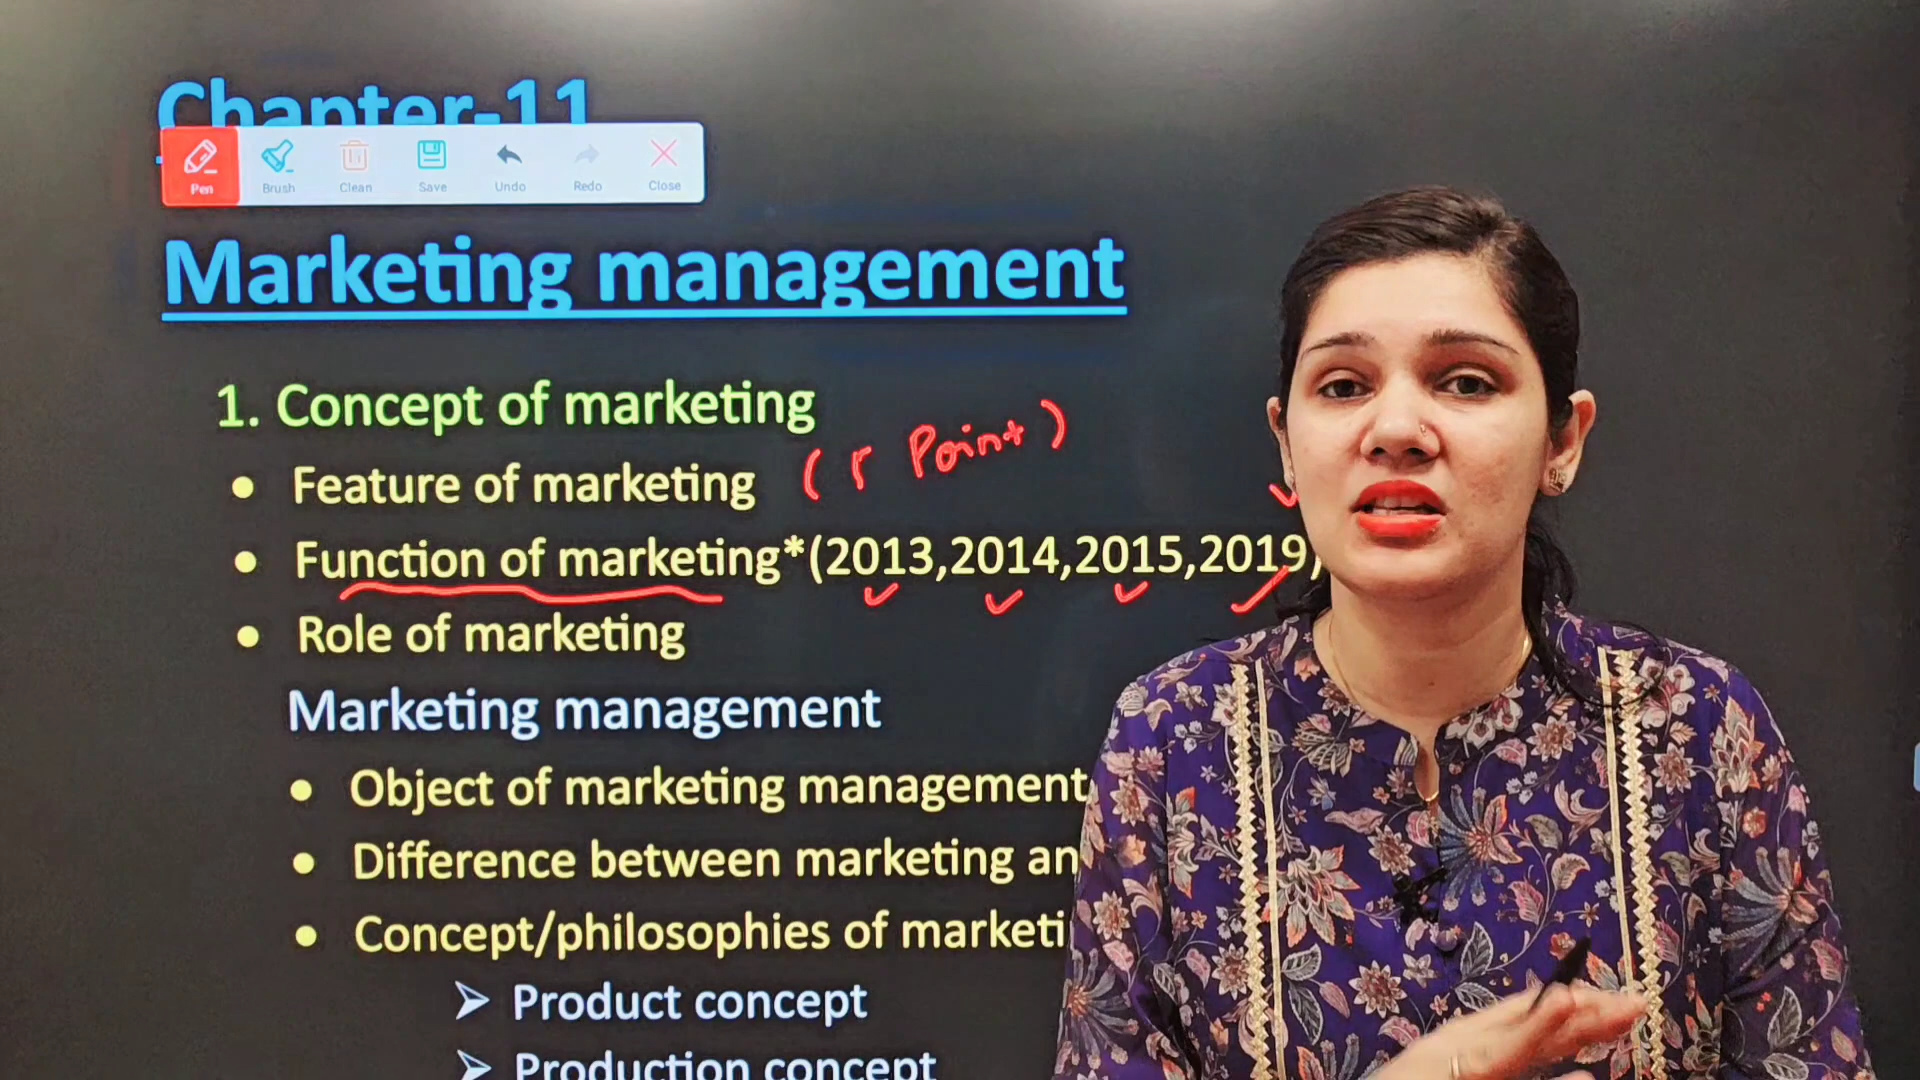 Chapter-11
Pen Brush Clean Save Undo Redo Close
Marketing management
1. Concept of marketing
• Feature of marketing (5 Point)
• Function of marketing*(2013,2014,2015,2019)
• Role of marketing
Marketing management
• Object of marketing management
• Difference between marketing an
• Concept/philosophies of marketi
➢ Product concept
➢ Production concept